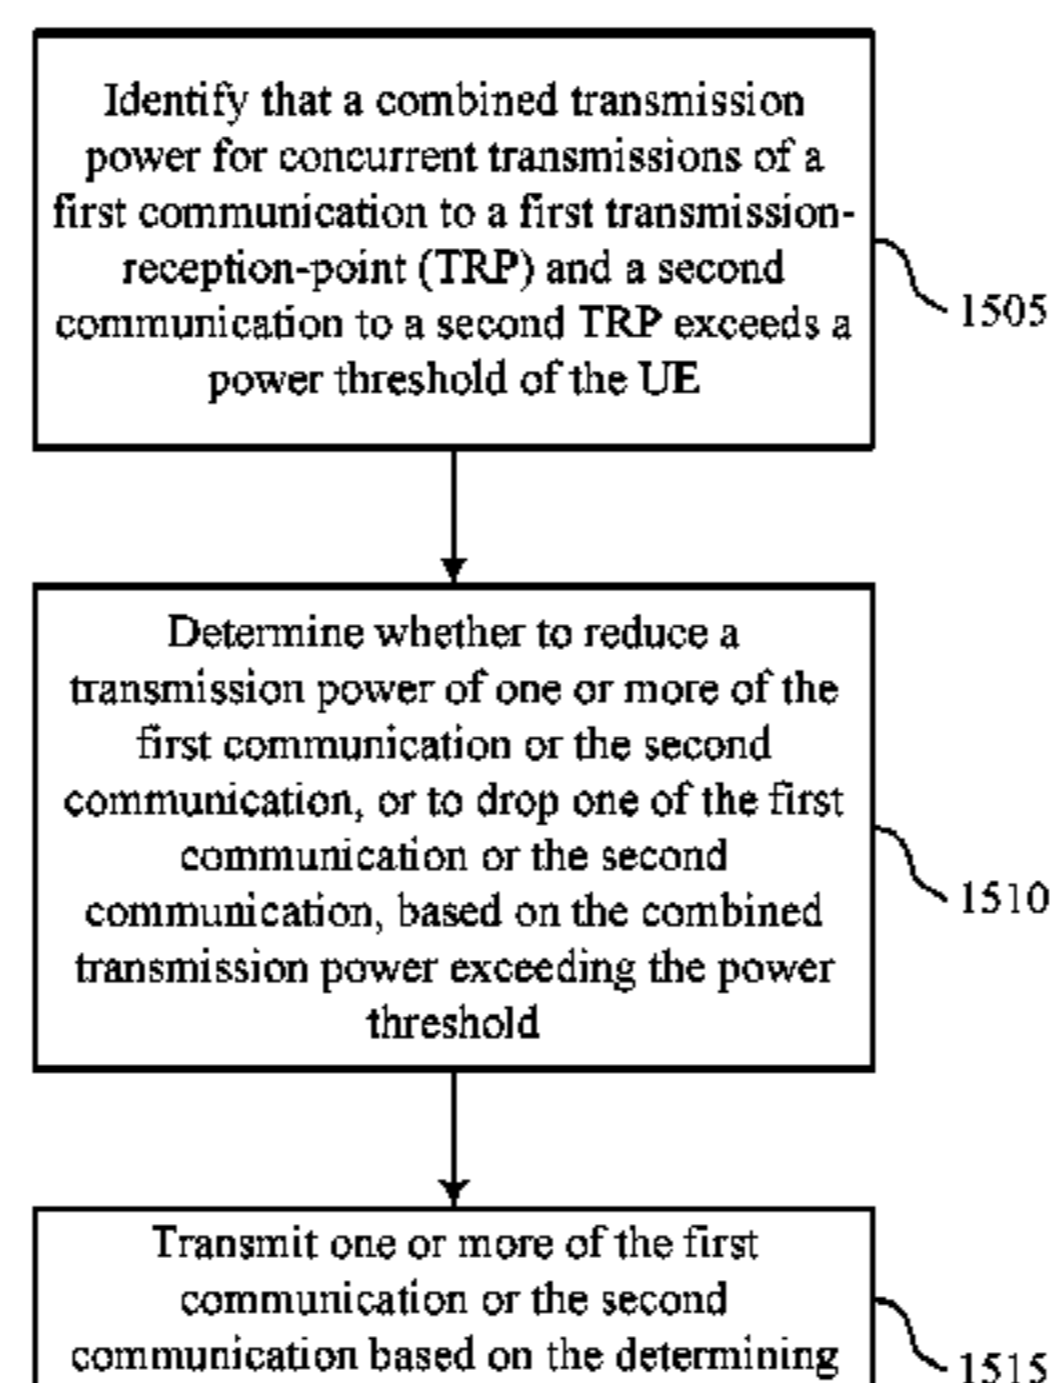 Identify that a combined transmission
power for concurrent transmissions of a
first communication to a first transmission-
reception-point (TRP) and a second
communication to a second TRP exceeds a
power threshold of the UE
1505
Determine whether to reduce a
transmission power of one or more of the
first communication or the second
communication, or to drop one of the first
communication or the second
communication, based on the combined
transmission power exceeding the power
threshold
1510
Transmit one or more of the first
communication or the second
communication based on the determining
1515